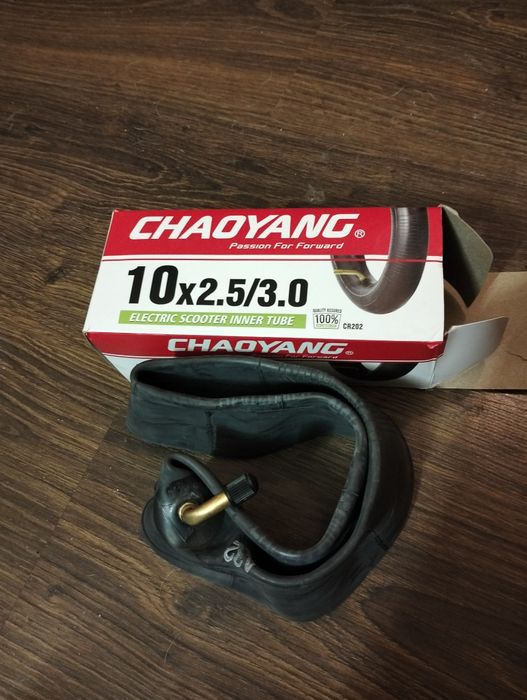 CHAOYANG®
Passion For Forward
10x2.5/3.0
ELECTRIC SCOOTER INNER TUBE
QUALITY ASSURED
100%
CR202
CHAOYANG®
Passion For Forward